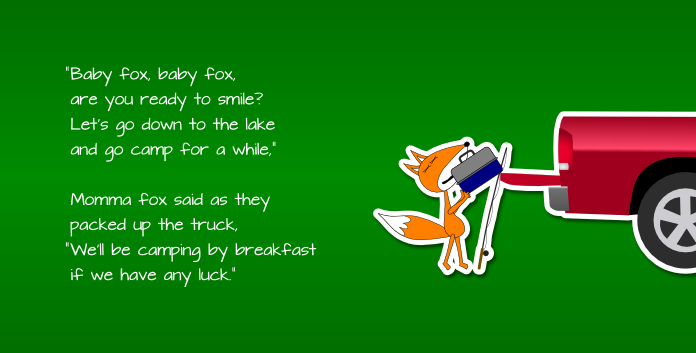 "Baby fox, baby fox,
are you ready to smile?
Let's go down to the lake
and go camp for a while,"
Momma fox said as they
packed up the truck,
"We'll be camping by breakfast
if we have any luck."